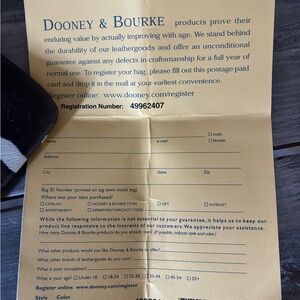 DOONEY & BOURKE products prove their
enduring value by actually improving with age. We stand behind
the durability of our leathergoods and offer an unconditional
guarantee against any defects in craftsmanship for a full year of
normal use. To register your bag, please fill out this postage-paid
card and drop it in the mail at your earliest convenience.
Register online: www.dooney.com/register
Registration Number: 49962407
□ male
Name e-mail □ female
Address
City State Zip
Bag ID Number (printed on tag sewn inside bag)
Where was your item purchased?
□ CATALOG □ DOONEY & BOURKE STORE □ GIFT □ INTERNET
□ ADVERTISEMENT □ DEPARTMENT/SPECIALTY STORE
While the following information is not essential to your guarantee, it helps us to keep our
product line responsive to the interests of our customers. We appreciate your assistance.
How many Dooney & Bourke products do you already own? (If possible, indicate style and color)
What other products would you like Dooney & Bourke to offer?
What other brands of leathergoods do you own?
What is your occupation?
What is your age? □ Under 18 □ 18-24 □ 25-34 □ 35-44 □ 45-54 □ 55+
Register online: www.dooney.com/register
Style Color